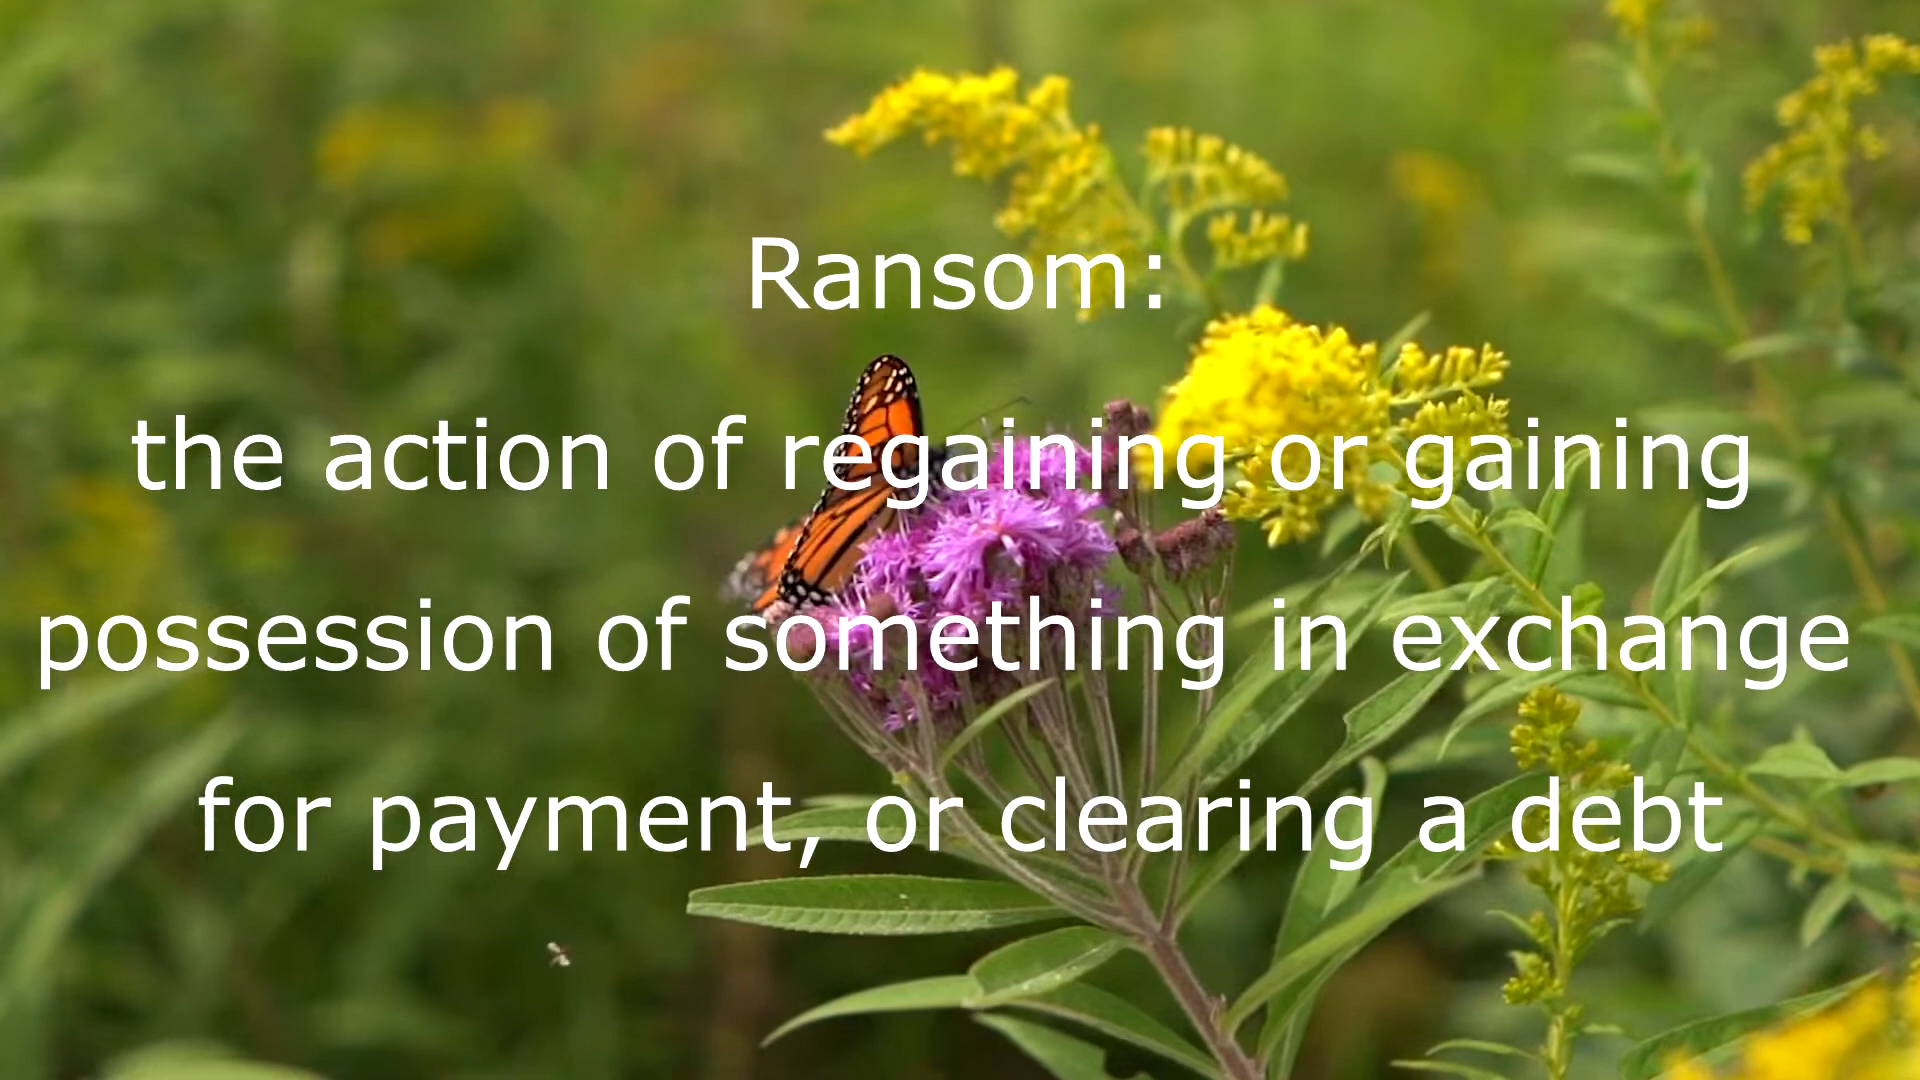 Ransom:
the action of regaining or gaining
possession of something in exchange
for payment, or clearing a debt